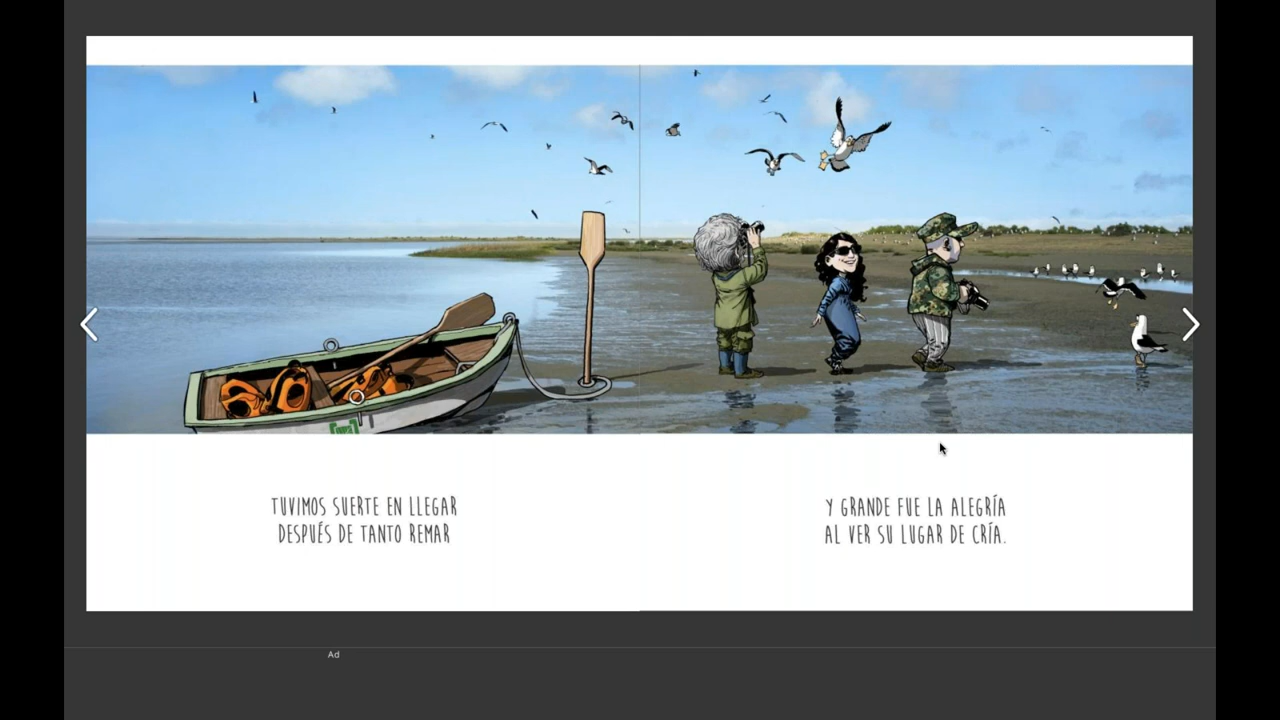 TUVIMOS SUERTE EN LLEGAR
DESPUÉS DE TANTO REMAR
Y GRANDE FUE LA ALEGRÍA
AL VER SU LUGAR DE CRÍA.
Ad